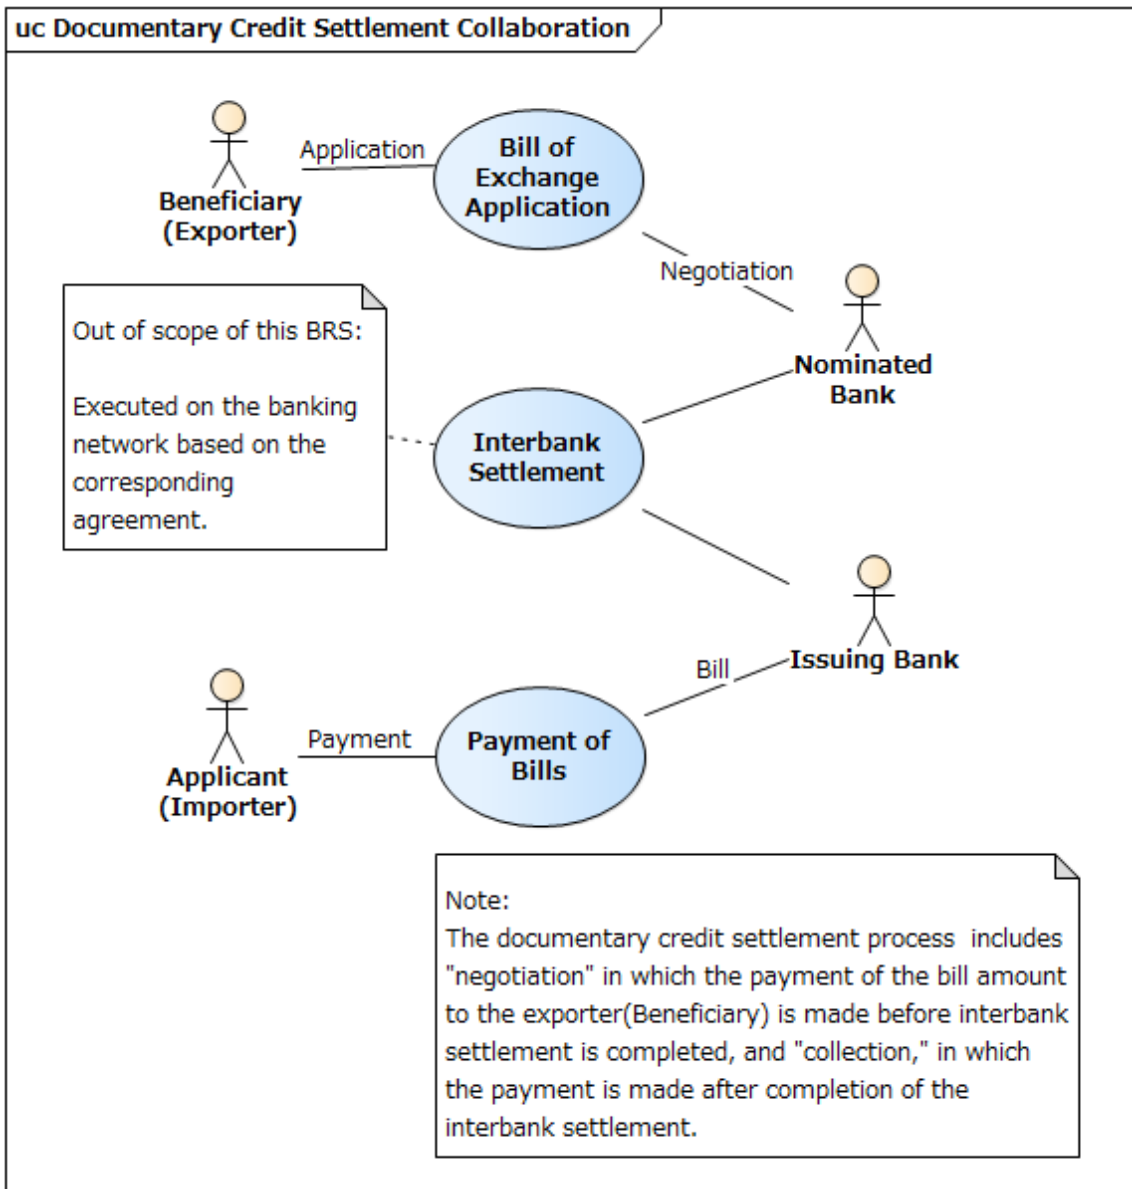 uc Documentary Credit Settlement Collaboration
Application
Bill of
Exchange
Application
Beneficiary
(Exporter)
Negotiation
Out of scope of this BRS:
Executed on the banking
network based on the
corresponding
agreement.
Nominated
Bank
Interbank
Settlement
Issuing Bank
Bill
Payment
Payment of
Bills
Applicant
(Importer)
Note:
The documentary credit settlement process  includes
"negotiation" in which the payment of the bill amount
to the exporter(Beneficiary) is made before interbank
settlement is completed, and "collection," in which
the payment is made after completion of the
interbank settlement.